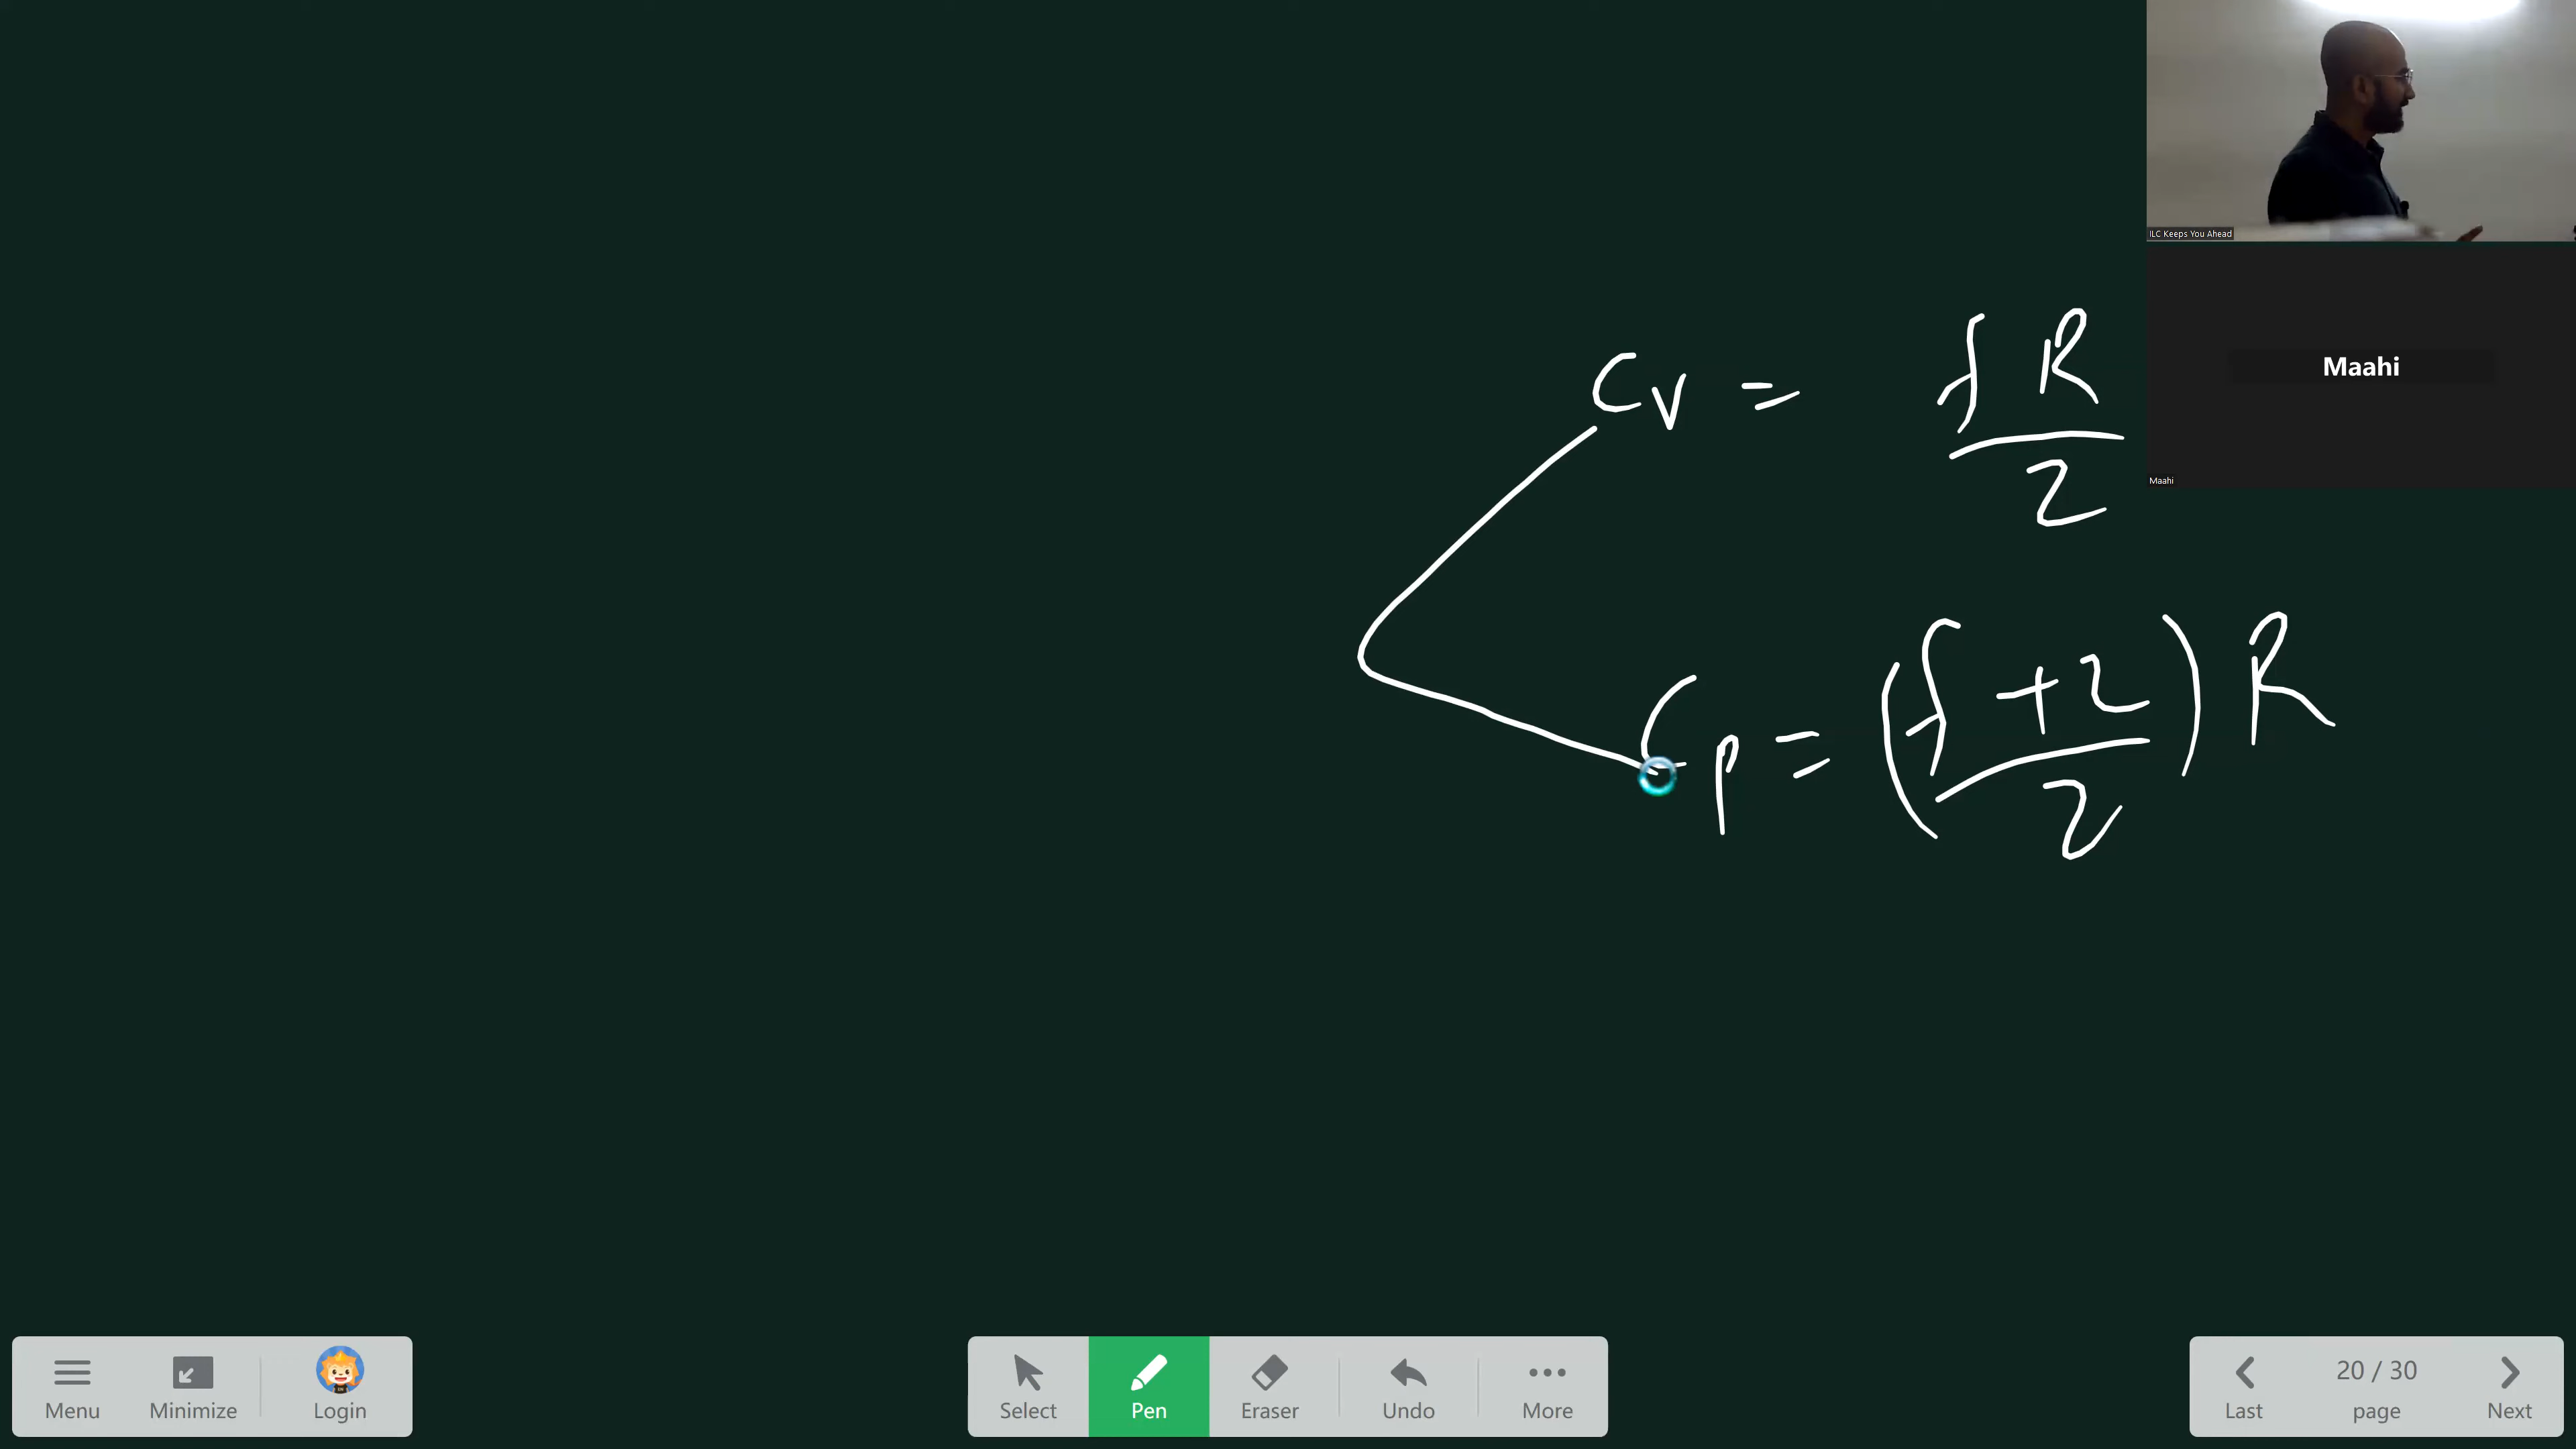 ILC Keeps You Ahead
Maahi
Maahi
Cv = fR/2
Cp = (f+2/2) R
Menu
Minimize
Login
Select
Pen
Eraser
Undo
More
Last
20 / 30
page
Next